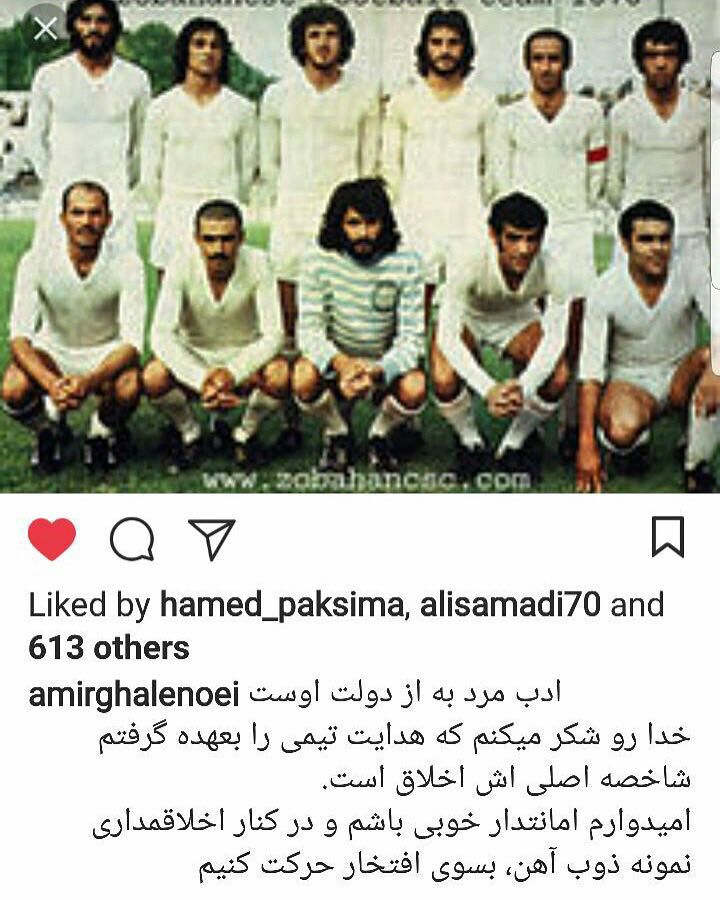 www.zobahancsc.com
Liked by hamed_paksima, alisamadi70 and
613 others
amirghalenoei ادب مرد به از دولت اوست
خدا رو شکر میکنم که هدایت تیمی را بعهده گرفتم
شاخصه اصلی اش اخلاق است.
امیدوارم امانتدار خوبی باشم و در کنار اخلاقمداری
نمونه ذوب آهن، بسوی افتخار حرکت کنیم